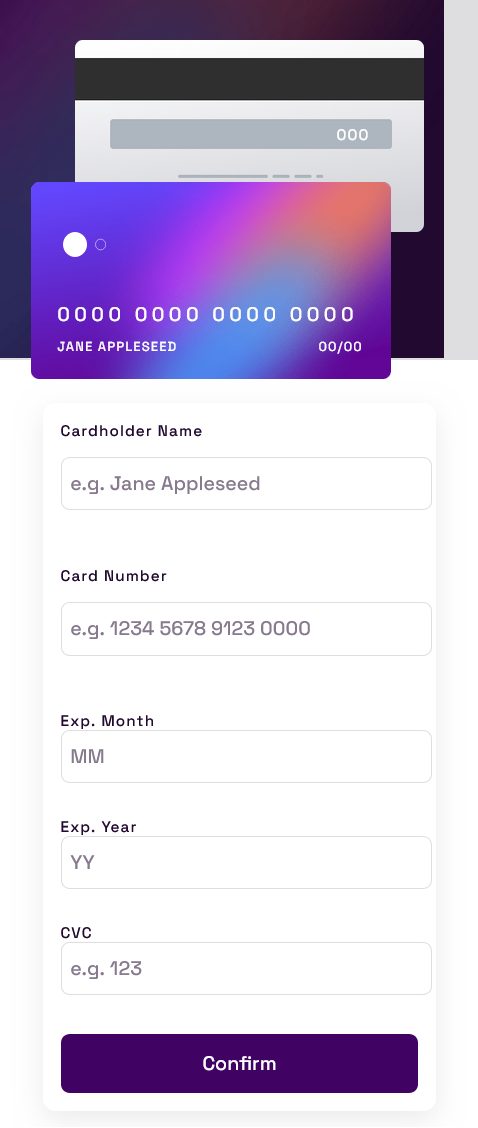 000
0000 0000 0000 0000
JANE APPLESEED 00/00
Cardholder Name
e.g. Jane Appleseed
Card Number
e.g. 1234 5678 9123 0000
Exp. Month
MM
Exp. Year
YY
CVC
e.g. 123
Confirm